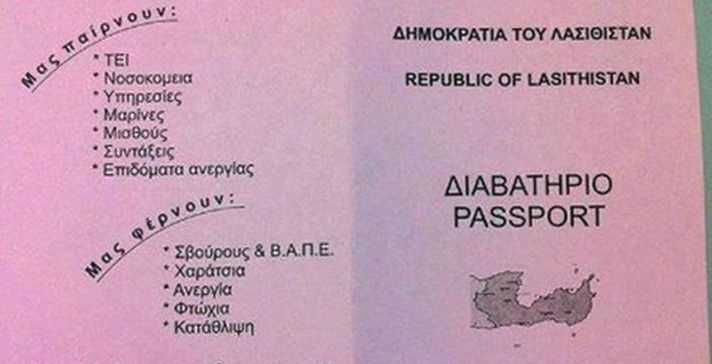 Μας παίρνουν:
* ΤΕΙ
* Νοσοκομεια
* Υπηρεσίες
* Μαρίνες
* Μισθούς
* Συντάξεις
* Επιδόματα ανεργίας
Μας φέρνουν:
* Σβούρους & Β.Α.Π.Ε.
* Χαράτσια
* Ανεργία
* Φτώχια
* Κατάθλιψη
ΔΗΜΟΚΡΑΤΙΑ ΤΟΥ ΛΑΣΙΘΙΣΤΑΝ
REPUBLIC OF LASITHISTAN
ΔΙΑΒΑΤΗΡΙΟ
PASSPORT